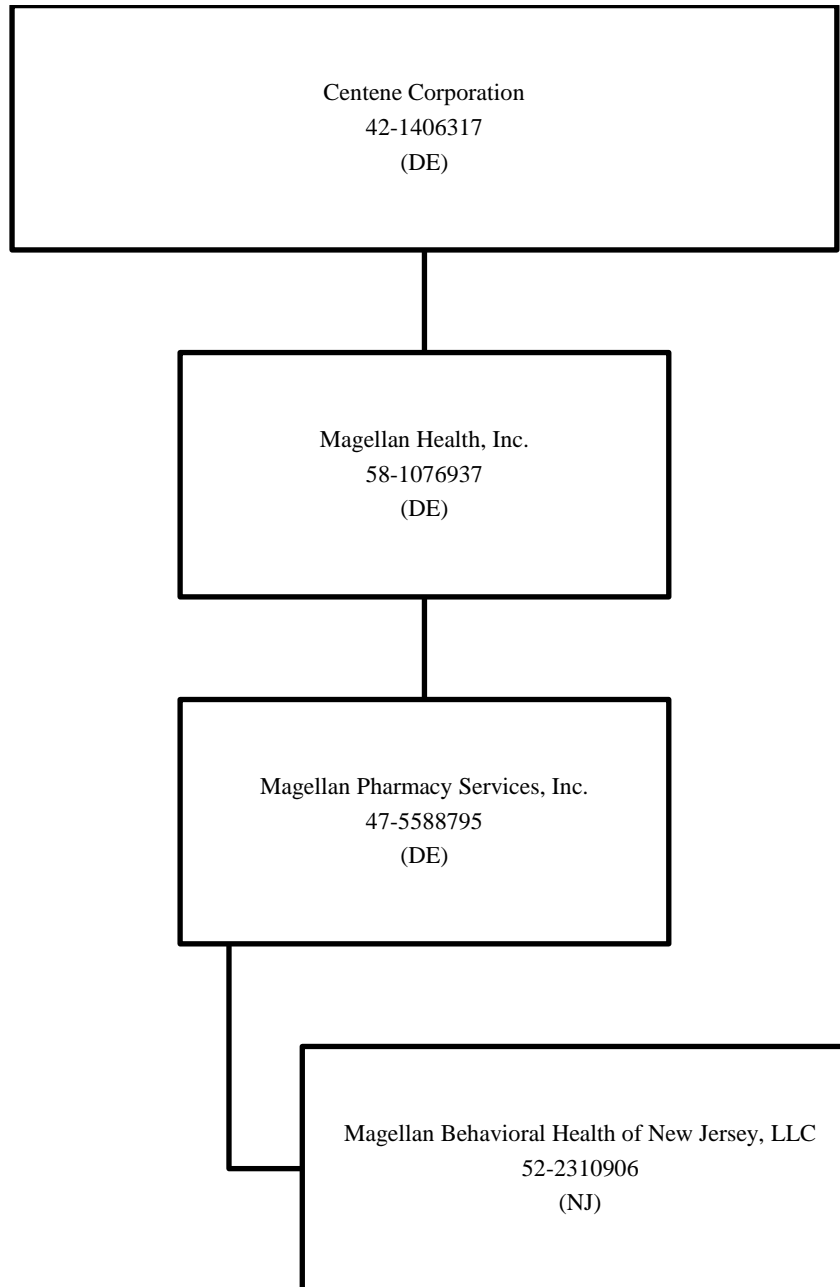 Centene Corporation
42-1406317
(DE)
Magellan Health, Inc.
58-1076937
(DE)
Magellan Pharmacy Services, Inc.
47-5588795
(DE)
Magellan Behavioral Health of New Jersey, LLC
52-2310906
(NJ)